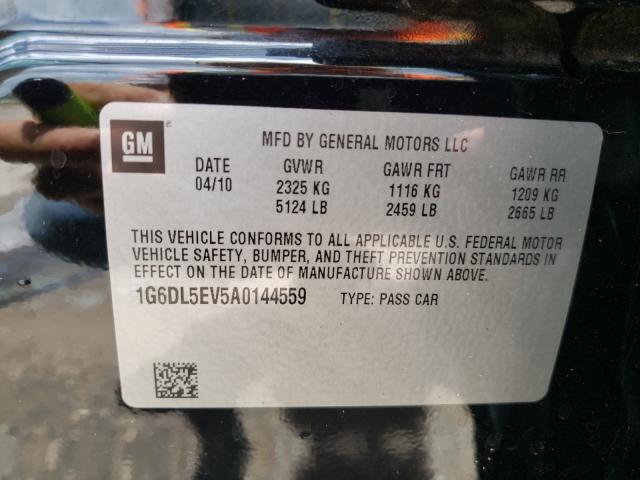 GM
MFD BY GENERAL MOTORS LLC
DATE GVWR GAWR FRT GAWR RR
04/10 2325 KG 1116 KG 1209 KG
5124 LB 2459 LB 2665 LB
THIS VEHICLE CONFORMS TO ALL APPLICABLE U.S. FEDERAL MOTOR
VEHICLE SAFETY, BUMPER, AND THEFT PREVENTION STANDARDS IN
EFFECT ON THE DATE OF MANUFACTURE SHOWN ABOVE.
1G6DL5EV5A0144559 TYPE: PASS CAR